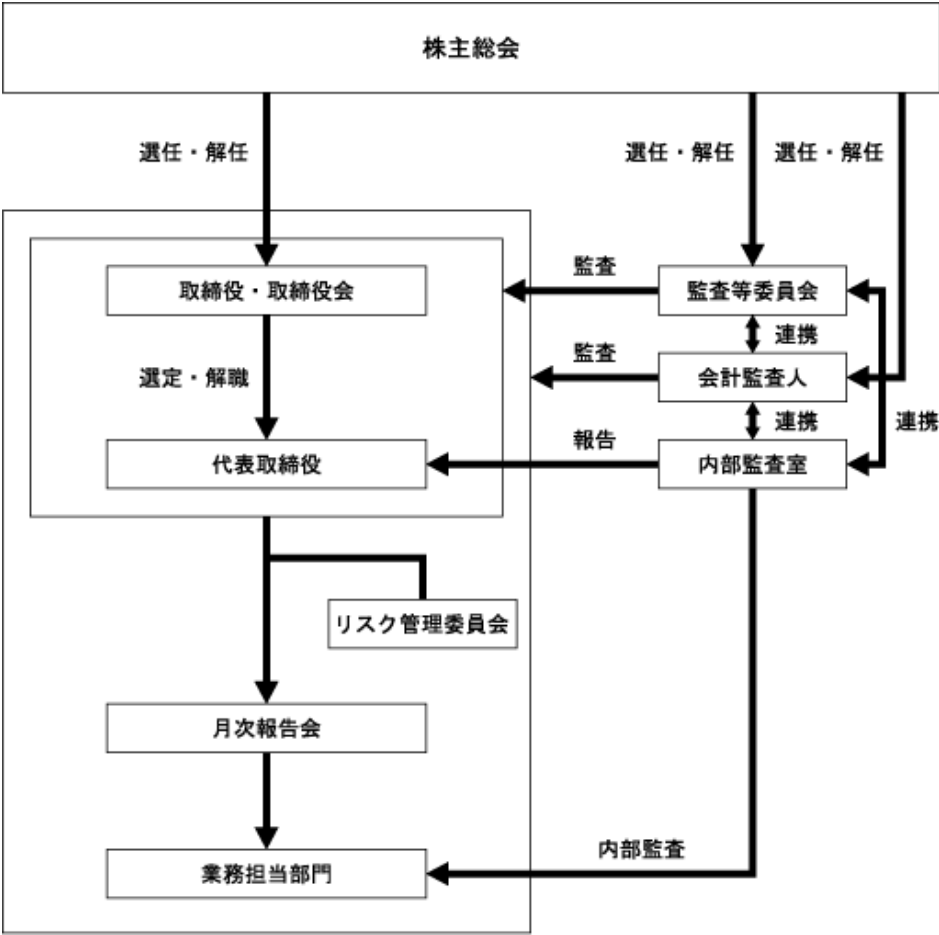 株主総会
選任・解任
選任・解任
選任・解任
取締役・取締役会
監査
監査等委員会
連携
選定・解職
監査
会計監査人
連携
連携
代表取締役
報告
内部監査室
リスク管理委員会
月次報告会
内部監査
業務担当部門